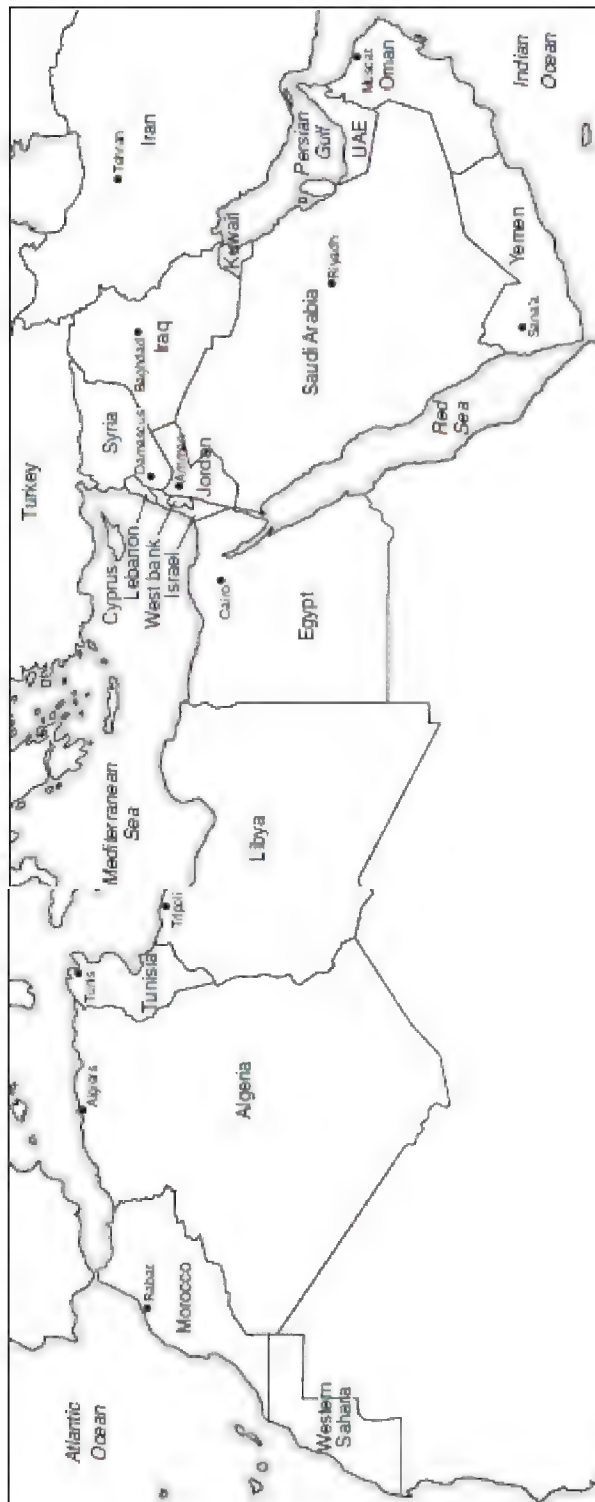 Atlantic
Ocean
Rabat
Morocco
Western
Sahara
Algiers
Algeria
Tunis
Tunisia
Tripoli
Libya
Mediterranean
Sea
Turkey
Cyprus
Lebanon
West bank
Israel
Cairo
Egypt
Syria
Damascus
Amman
Jordan
Baghdad
Iraq
Tehran
Iran
Kuwait
Persian
Gulf
Riyadh
Saudi Arabia
Red
Sea
UAE
Muscat
Oman
Yemen
Sana'a
Indian
Ocean